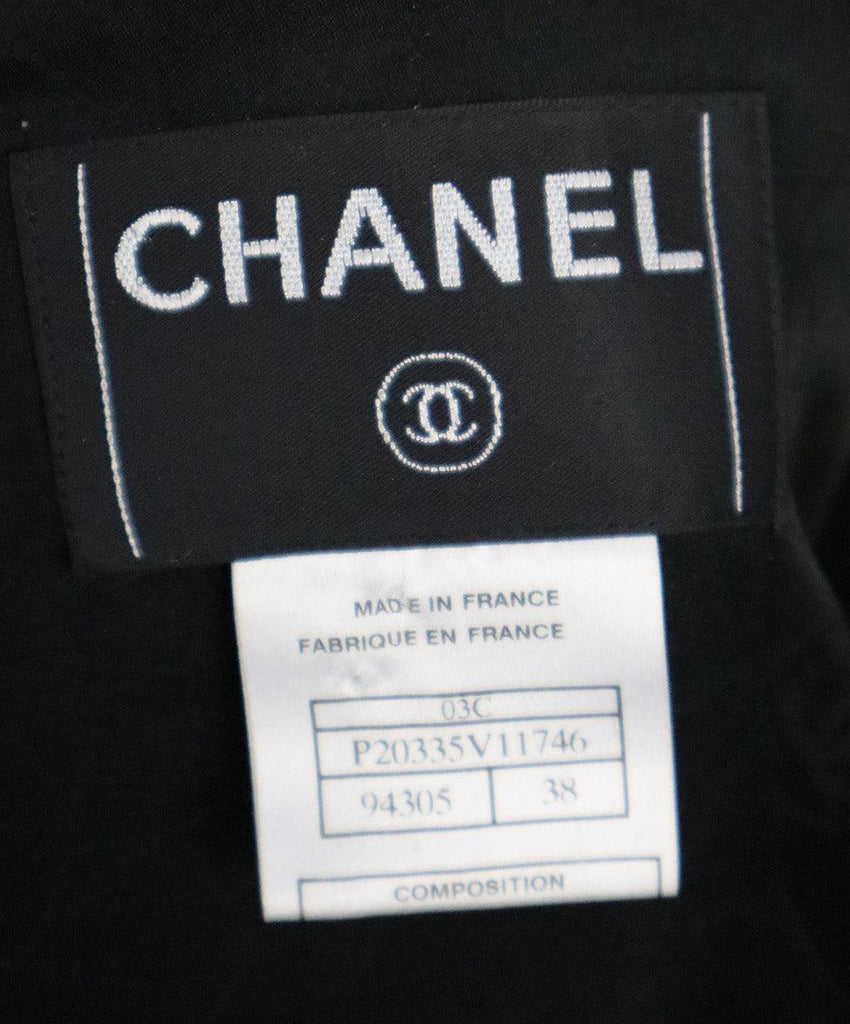 CHANEL
MADE IN FRANCE
FABRIQUE EN FRANCE
03C
P20335V11746
94305 38
COMPOSITION